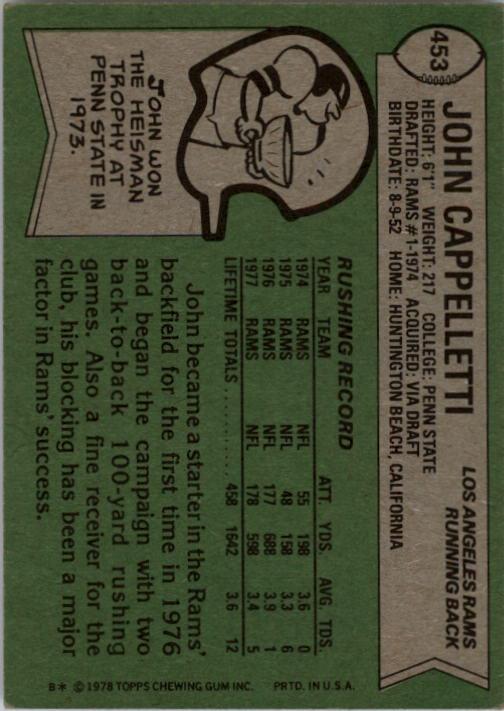 453
JOHN CAPPELLETTI
LOS ANGELES RAMS
RUNNING BACK
HEIGHT: 6'1" WEIGHT: 217 COLLEGE: PENN STATE
DRAFTED: RAMS #1-1974 ACQUIRED: VIA DRAFT
BIRTHDATE: 8-9-52 HOME: HUNTINGTON BEACH, CALIFORNIA
JOHN WON
THE HEISMAN
TROPHY AT
PENN STATE IN
1973.
RUSHING RECORD
YEAR TEAM ATT. YDS. AVG. TDS.
1974 RAMS NFL 55 198 3.6 0
1975 RAMS NFL 48 158 3.3 6
1976 RAMS NFL 177 688 3.9 1
1977 RAMS NFL 178 598 3.4 5
LIFETIME TOTALS .......... 458 1642 3.6 12
John became a starter in the Rams'
backfield for the first time in 1976
and began the campaign with two
back-to-back 100-yard rushing
games. Also a fine receiver for the
club, his blocking has been a major
factor in Rams' success.
B* © 1978 TOPPS CHEWING GUM INC. PRTD. IN U.S.A.